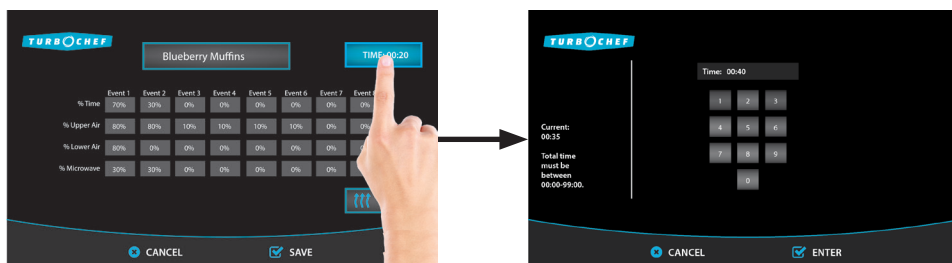 TURBOCHEF
Blueberry Muffins
TIME: 00:20
Event 1 Event 2 Event 3 Event 4 Event 5 Event 6 Event 7 Event
% Time 70% 30% 0% 0% 0% 0% 0% 0%
% Upper Air 80% 80% 10% 10% 10% 10% 0% 0%
% Lower Air 80% 0% 0% 0% 0% 0% 0%
% Microwave 30% 30% 0% 0% 0% 0% 0%
CANCEL SAVE
TURBOCHEF
Time: 00:40
1 2 3
4 5 6
7 8 9
0
Current:
00:35
Total time
must be
between
00:00-99:00.
CANCEL ENTER